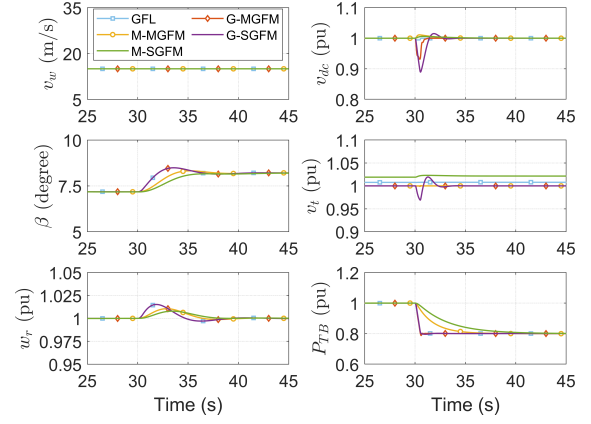 GFL
G-MGFM
M-MGFM
G-SGFM
M-SGFM
v_w (m/s)
35
15
5
25 30 35 40 45
v_dc (pu)
1.1
1
0.9
0.8
25 30 35 40 45
β (degree)
10
7.5
5
25 30 35 40 45
v_t (pu)
1.1
1.05
1
0.95
0.9
25 30 35 40 45
w_r (pu)
1.05
1.025
1
0.975
0.95
25 30 35 40 45
Time (s)
P_TB (pu)
1.2
1
0.8
0.6
25 30 35 40 45
Time (s)